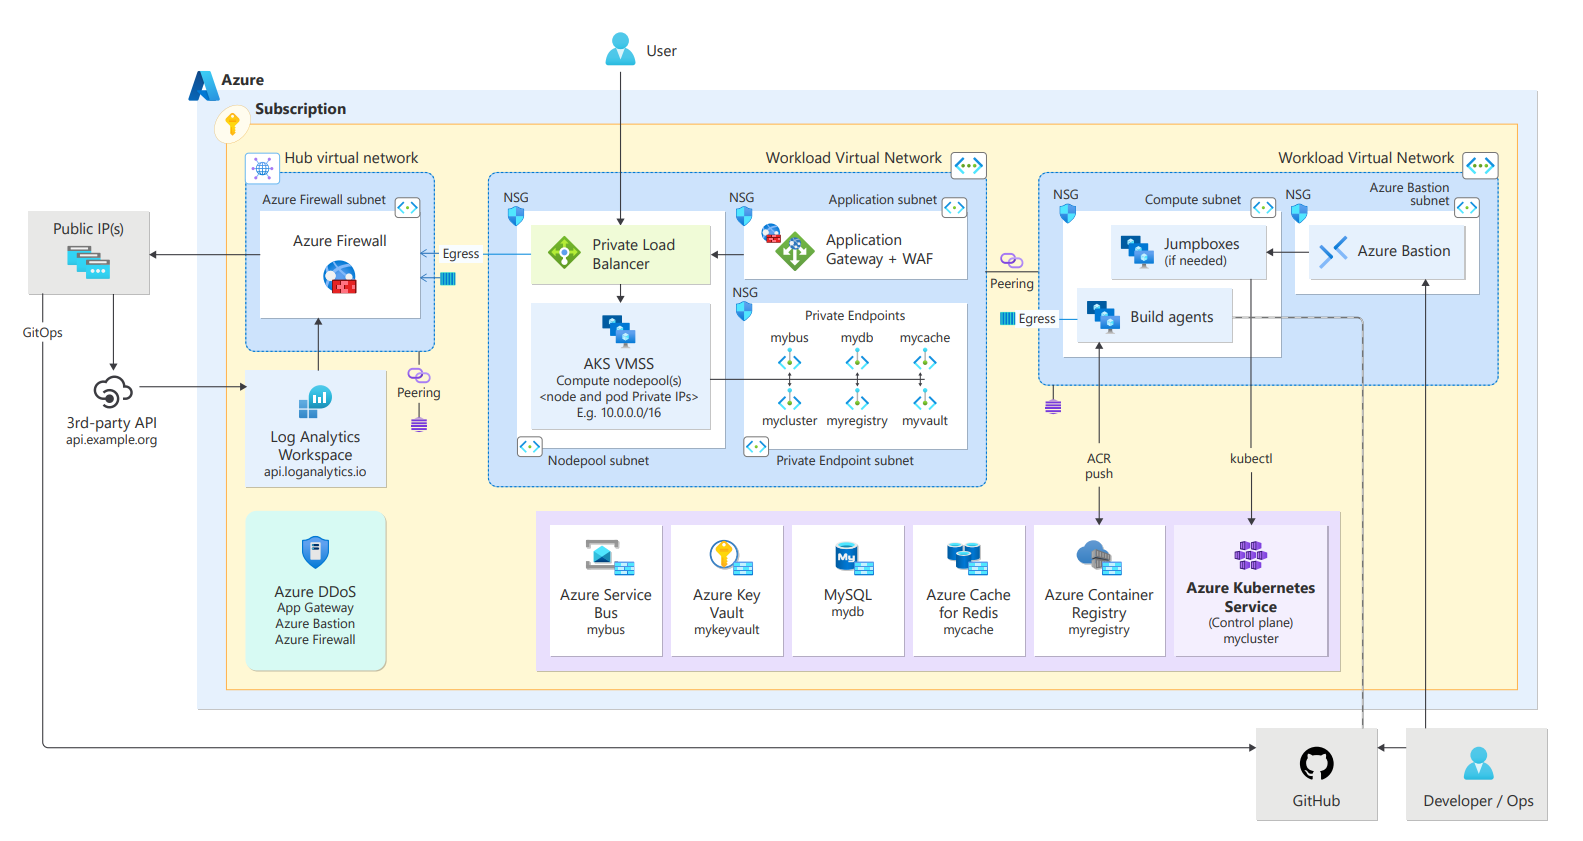 User
Azure
Subscription
Hub virtual network
Workload Virtual Network
Workload Virtual Network
Azure Firewall subnet
NSG
NSG
Application subnet
NSG
Compute subnet
NSG
Azure Bastion
subnet
Public IP(s)
Azure Firewall
Egress
Private Load
Balancer
Application
Gateway + WAF
Peering
Jumpboxes
(if needed)
Azure Bastion
NSG
Private Endpoints
Egress
Build agents
GitOps
mybus
mydb
mycache
AKS VMSS
Compute nodepool(s)
<node and pod Private IPs>
E.g. 10.0.0.0/16
Peering
mycluster
myregistry
myvault
3rd-party API
api.example.org
Log Analytics
Workspace
api.loganalytics.io
Nodepool subnet
Private Endpoint subnet
ACR
push
kubectl
Azure DDoS
App Gateway
Azure Bastion
Azure Firewall
Azure Service
Bus
mybus
Azure Key
Vault
mykeyvault
My
MySQL
mydb
Azure Cache
for Redis
mycache
Azure Container
Registry
myregistry
Azure Kubernetes
Service
(Control plane)
mycluster
GitHub
Developer / Ops